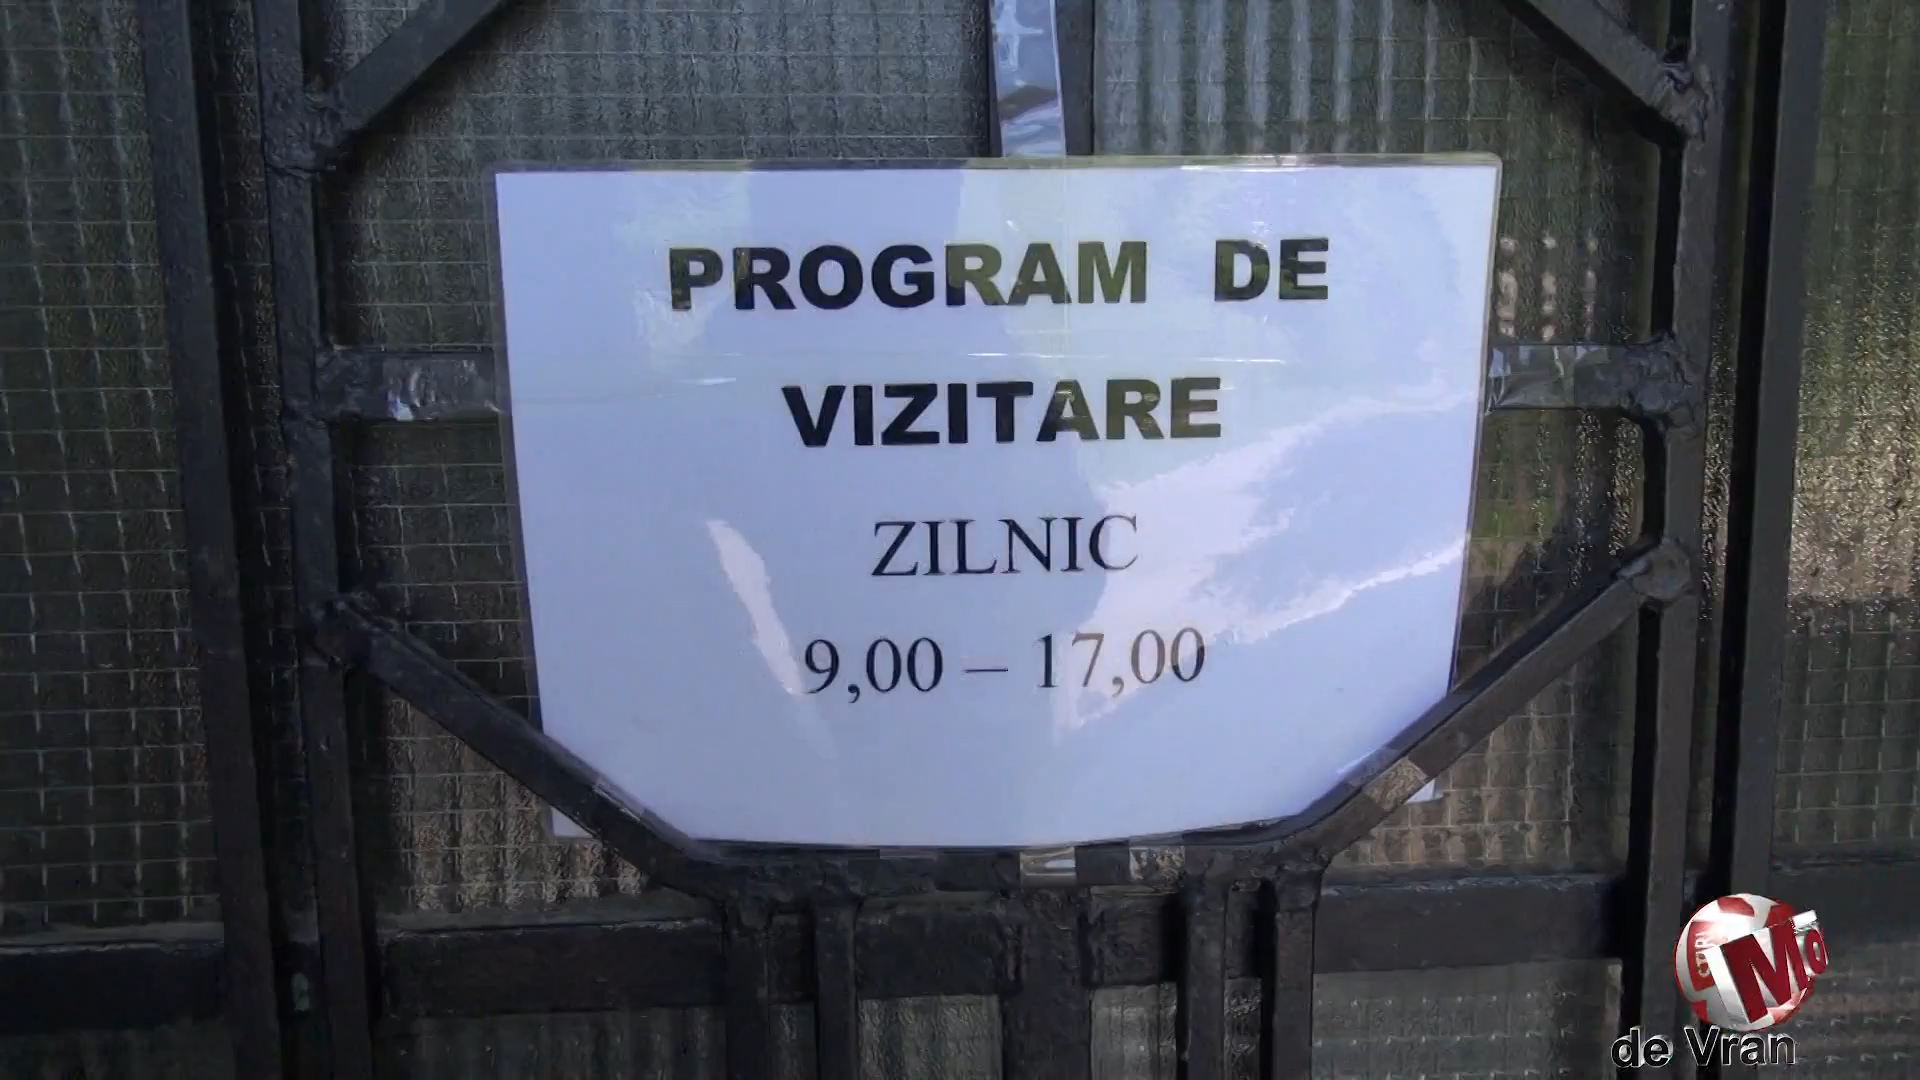 PROGRAM DE
VIZITARE
ZILNIC
9,00 – 17,00
de Vran